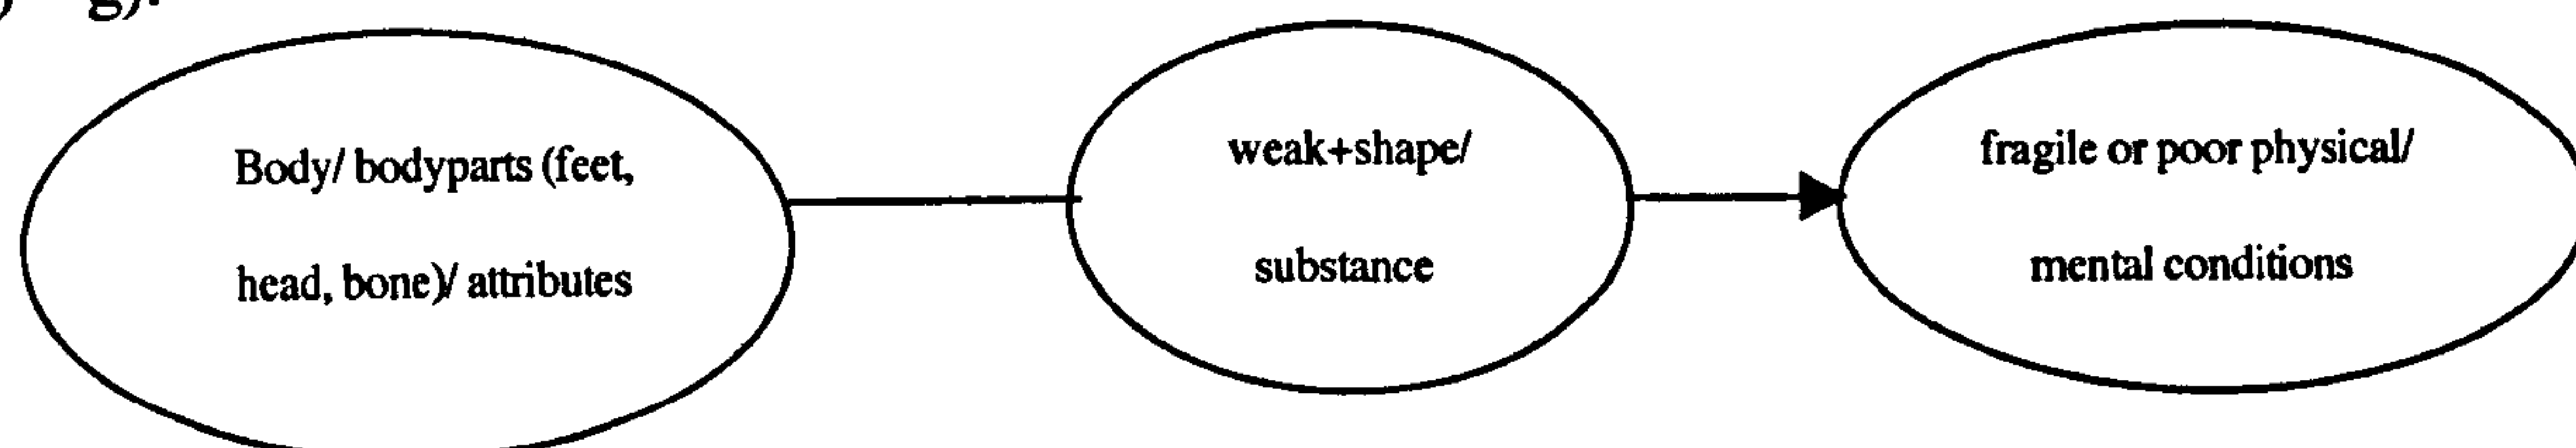 g).
Body/ bodyparts (feet,
head, bone)/ attributes
weak+shape/
substance
fragile or poor physical/
mental conditions